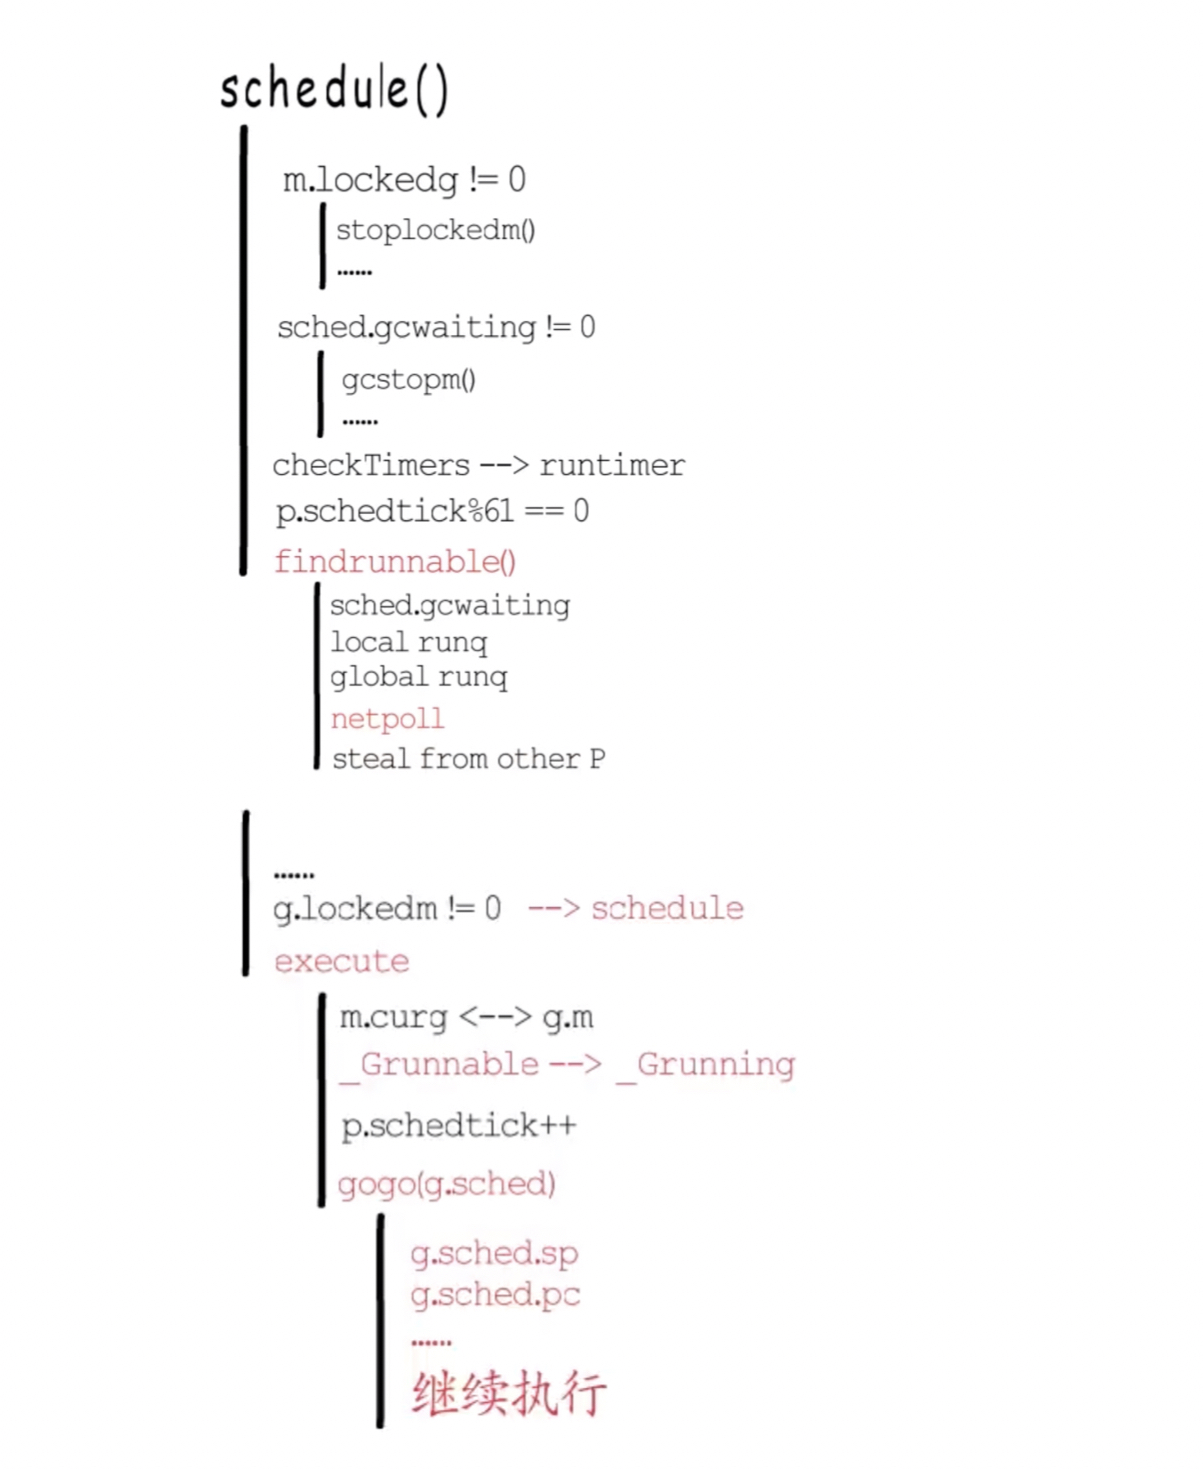 schedule()
m.lockedg != 0
stoplockedm()
......
sched.gcwaiting != 0
gcstopm()
......
checkTimers --> runtimer
p.schedtick%61 == 0
findrunnable()
sched.gcwaiting
local runq
global runq
netpoll
steal from other P
......
g.lockedm != 0 --> schedule
execute
m.curg <--> g.m
_Grunnable --> _Grunning
p.schedtick++
gogo(g.sched)
g.sched.sp
g.sched.pc
......
继续执行